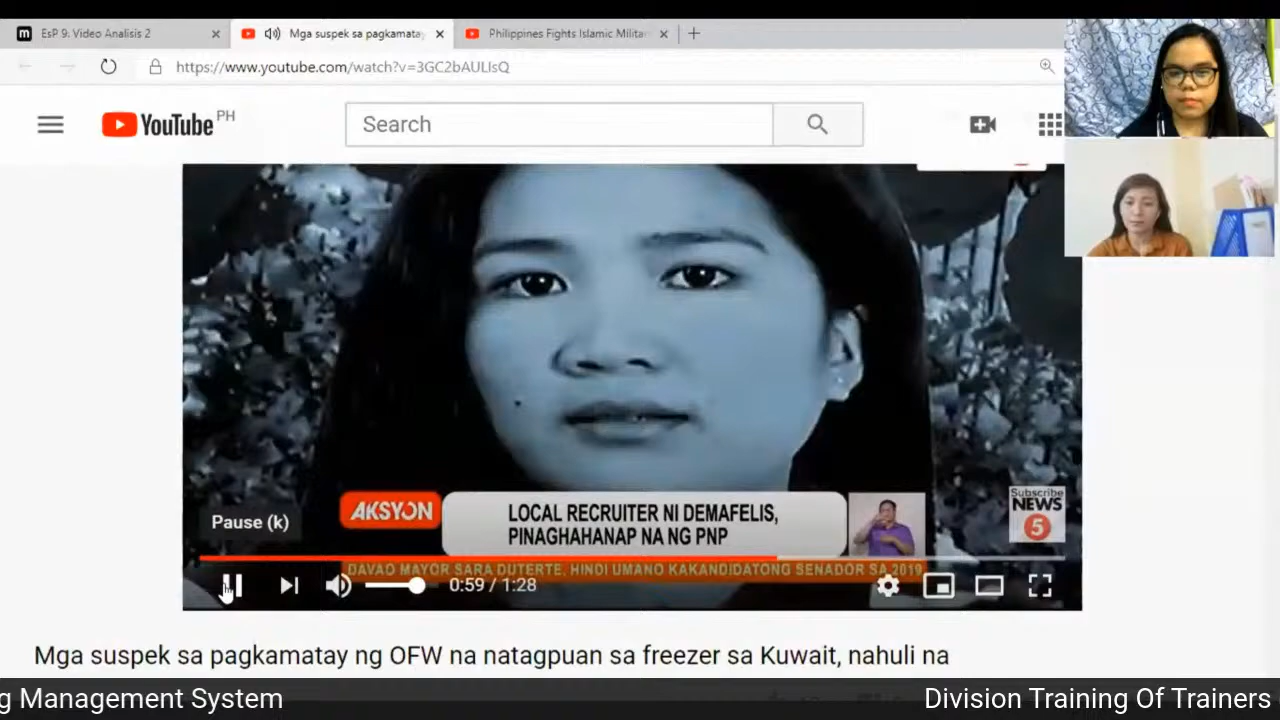 EsP 9. Video Analisis 2
Mga suspek sa pagkamata
Philippines Fights Islamic Milita
https://www.youtube.com/watch?v=3GC2bAULIsQ
YouTube PH
Search
AKSYON
LOCAL RECRUITER NI DEMAFELIS,
PINAGHAHANAP NA NG PNP
Subscribe
NEWS
5
Pause (k)
DAVAO MAYOR SARA DUTERTE, HINDI UMANO KAKANDIDATONG SENADOR SA 2019
0:59 / 1:28
Mga suspek sa pagkamatay ng OFW na natagpuan sa freezer sa Kuwait, nahuli na
g Management System
Division Training Of Trainers